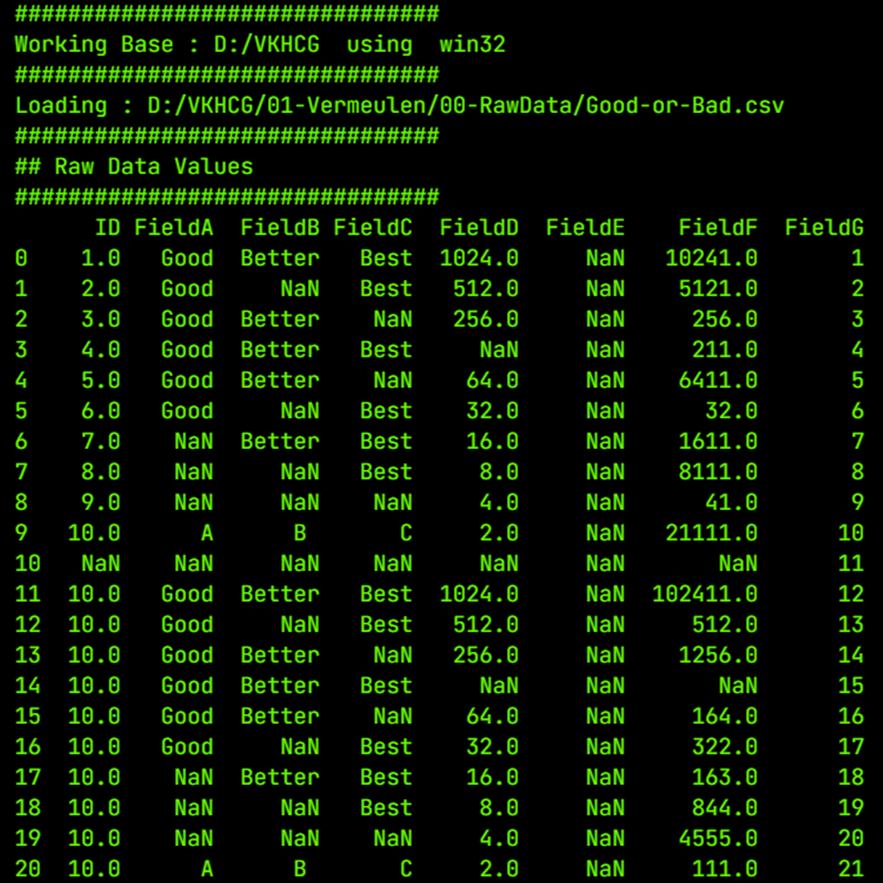 ################################
Working Base : D:/VKHCG  using  win32
################################
Loading : D:/VKHCG/01-Vermeulen/00-RawData/Good-or-Bad.csv
################################
## Raw Data Values
################################
      ID FieldA  FieldB FieldC  FieldD  FieldE    FieldF  FieldG
0    1.0   Good  Better   Best  1024.0     NaN   10241.0       1
1    2.0   Good     NaN   Best   512.0     NaN    5121.0       2
2    3.0   Good  Better    NaN   256.0     NaN     256.0       3
3    4.0   Good  Better   Best     NaN     NaN     211.0       4
4    5.0   Good  Better    NaN    64.0     NaN    6411.0       5
5    6.0   Good     NaN   Best    32.0     NaN      32.0       6
6    7.0    NaN  Better   Best    16.0     NaN    1611.0       7
7    8.0    NaN     NaN   Best     8.0     NaN    8111.0       8
8    9.0    NaN     NaN    NaN     4.0     NaN      41.0       9
9   10.0      A       B      C     2.0     NaN   21111.0      10
10   NaN    NaN     NaN    NaN     NaN     NaN       NaN      11
11  10.0   Good  Better   Best  1024.0     NaN  102411.0      12
12  10.0   Good     NaN   Best   512.0     NaN     512.0      13
13  10.0   Good  Better    NaN   256.0     NaN    1256.0      14
14  10.0   Good  Better   Best     NaN     NaN       NaN      15
15  10.0   Good  Better    NaN    64.0     NaN     164.0      16
16  10.0   Good     NaN   Best    32.0     NaN     322.0      17
17  10.0    NaN  Better   Best    16.0     NaN     163.0      18
18  10.0    NaN     NaN   Best     8.0     NaN     844.0      19
19  10.0    NaN     NaN    NaN     4.0     NaN    4555.0      20
20  10.0      A       B      C     2.0     NaN     111.0      21